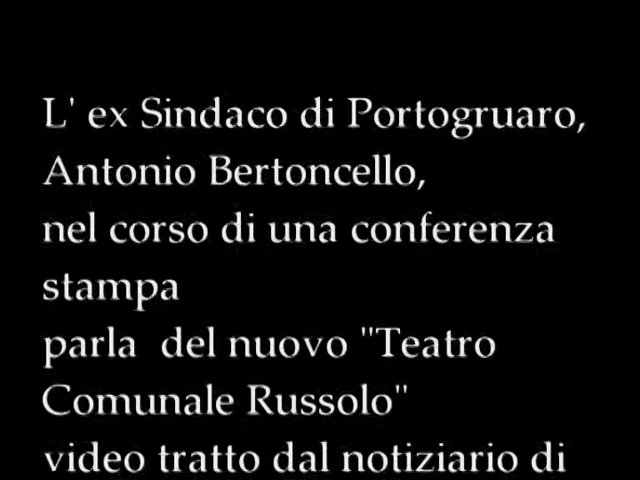 L' ex Sindaco di Portogruaro,
Antonio Bertoncello,
nel corso di una conferenza
stampa
parla  del nuovo "Teatro
Comunale Russolo"
video tratto dal notiziario di